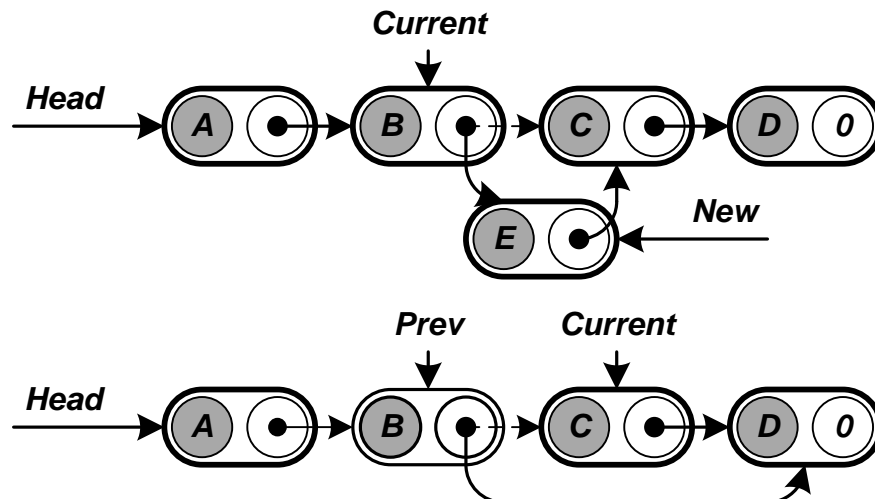 Current
Head
A B C D 0
E
New
Prev Current
Head
A B C D 0